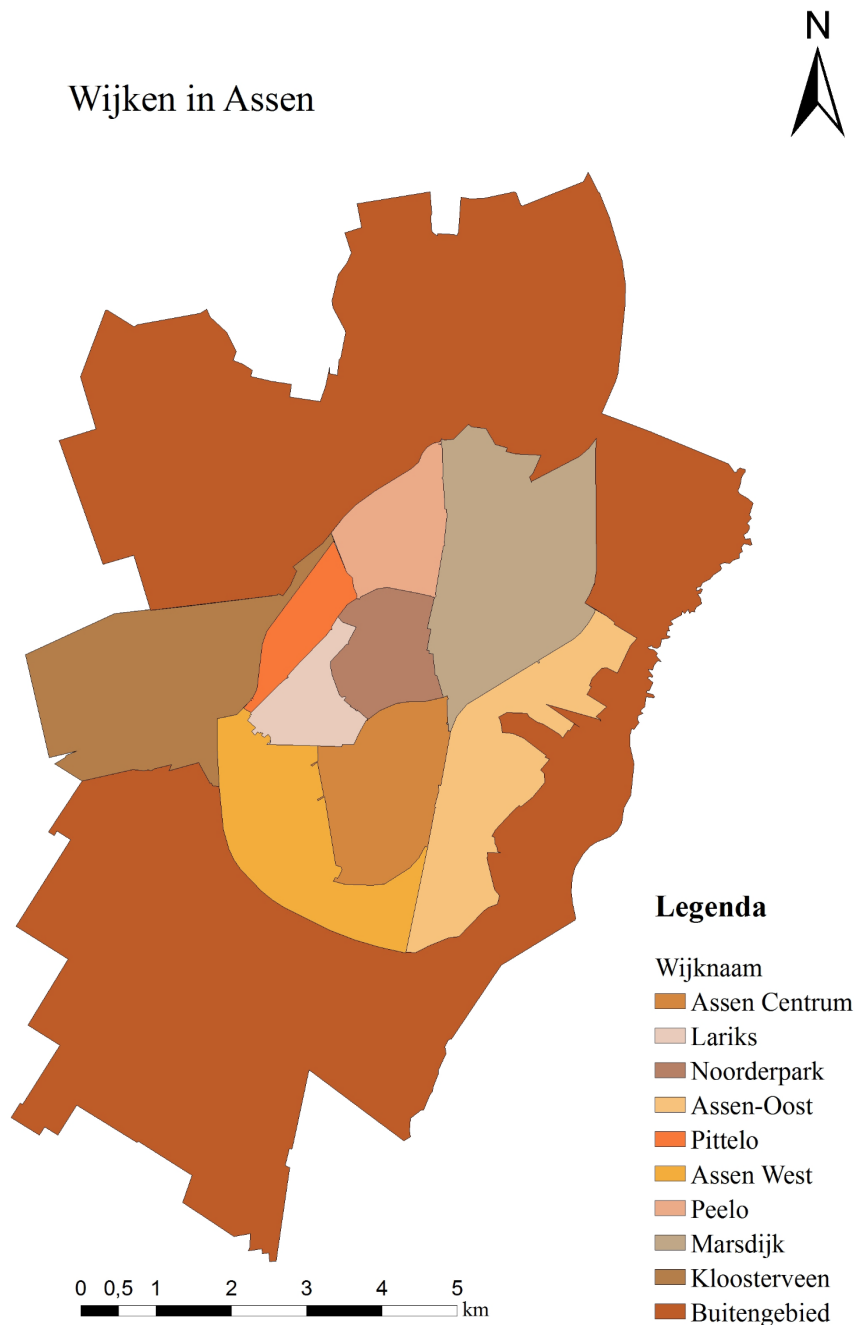 N
Wijken in Assen
Legenda
Wijknaam
Assen Centrum
Lariks
Noorderpark
Assen-Oost
Pittelo
Assen West
Peelo
Marsdijk
Kloosterveen
Buitengebied
0 0,5 1 2 3 4 5
km